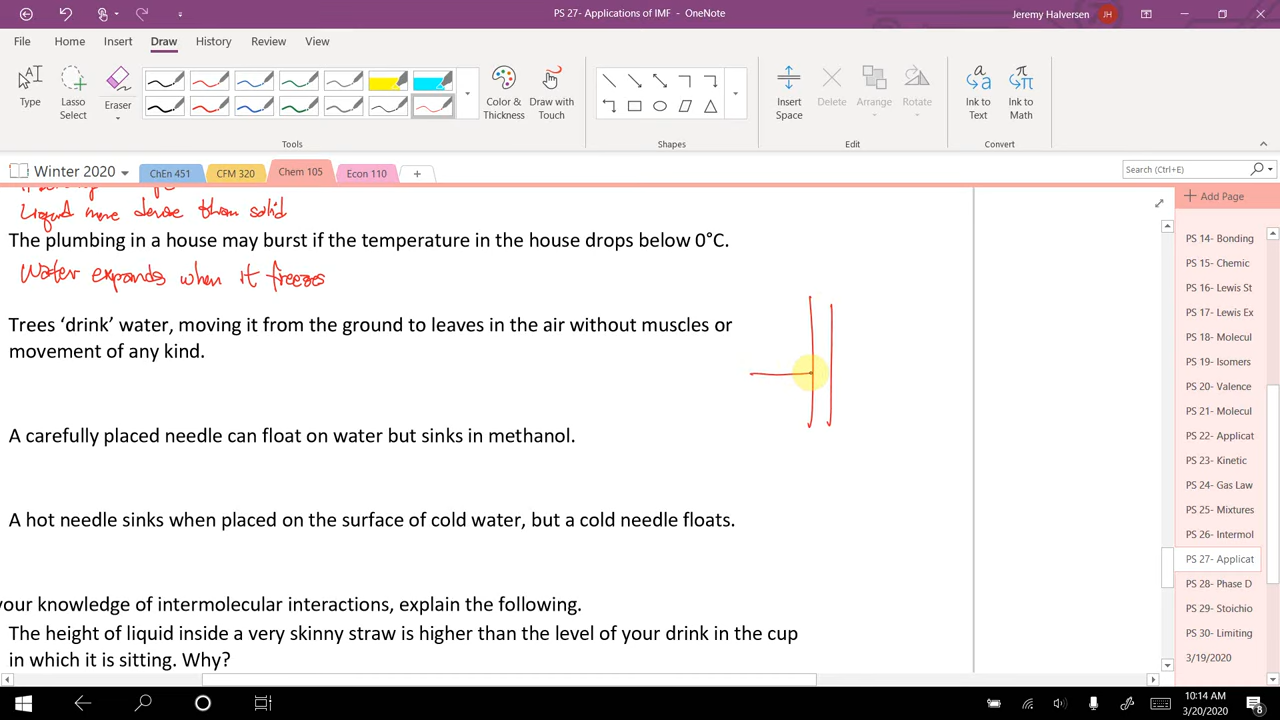 PS 27- Applications of IMF - OneNote
Jeremy Halversen JH
File Home Insert Draw History Review View
Type
Lasso Select
Eraser
Color & Thickness
Draw with Touch
Insert Space
Delete
Arrange
Rotate
Ink to Text
Ink to Math
Tools
Shapes
Edit
Convert
Winter 2020
ChEn 451
CFM 320
Chem 105
Econ 110
Search (Ctrl+E)
Liquid more dense than solid
The plumbing in a house may burst if the temperature in the house drops below 0°C.
Water expands when it freezes
Trees ‘drink’ water, moving it from the ground to leaves in the air without muscles or
movement of any kind.
A carefully placed needle can float on water but sinks in methanol.
A hot needle sinks when placed on the surface of cold water, but a cold needle floats.
your knowledge of intermolecular interactions, explain the following.
The height of liquid inside a very skinny straw is higher than the level of your drink in the cup
in which it is sitting. Why?
Add Page
PS 14- Bonding
PS 15- Chemic
PS 16- Lewis St
PS 17- Lewis Ex
PS 18- Molecul
PS 19- Isomers
PS 20- Valence
PS 21- Molecul
PS 22- Applicat
PS 23- Kinetic
PS 24- Gas Law
PS 25- Mixtures
PS 26- Intermol
PS 27- Applicat
PS 28- Phase D
PS 29- Stoichio
PS 30- Limiting
3/19/2020
10:14 AM
3/20/2020
8